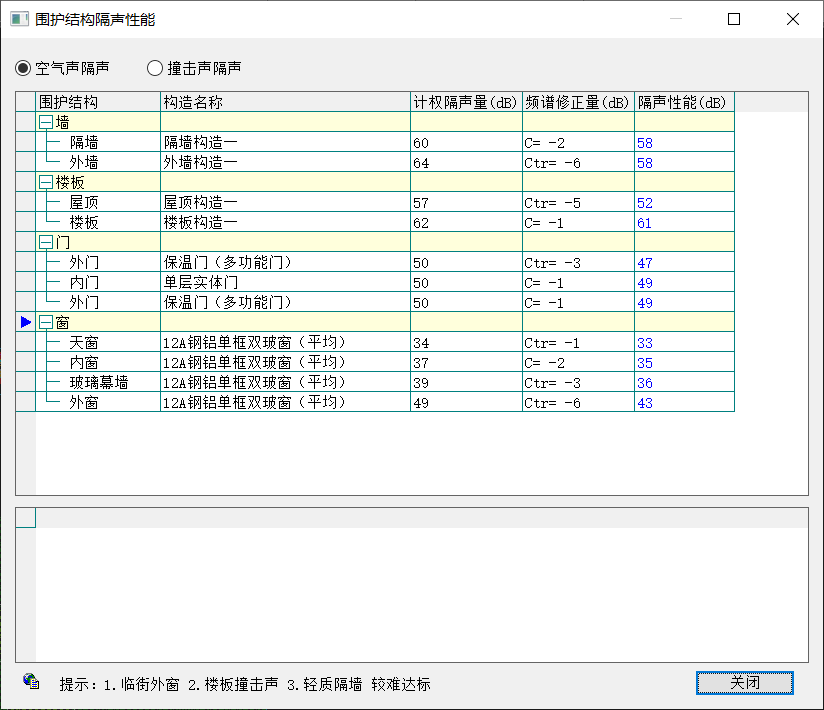 围护结构隔声性能
空气声隔声 撞击声隔声
围护结构 构造名称 计权隔声量(dB) 频谱修正量(dB) 隔声性能(dB)
墙
隔墙 隔墙构造一 60 C= -2 58
外墙 外墙构造一 64 Ctr= -6 58
楼板
屋顶 屋顶构造一 57 Ctr= -5 52
楼板 楼板构造一 62 C= -1 61
门
外门 保温门（多功能门） 50 Ctr= -3 47
内门 单层实体门 50 C= -1 49
外门 保温门（多功能门） 50 C= -1 49
窗
天窗 12A钢铝单框双玻窗（平均） 34 Ctr= -1 33
内窗 12A钢铝单框双玻窗（平均） 37 C= -2 35
玻璃幕墙 12A钢铝单框双玻窗（平均） 39 Ctr= -3 36
外窗 12A钢铝单框双玻窗（平均） 49 Ctr= -6 43
提示：1.临街外窗 2.楼板撞击声 3.轻质隔墙 较难达标
关闭